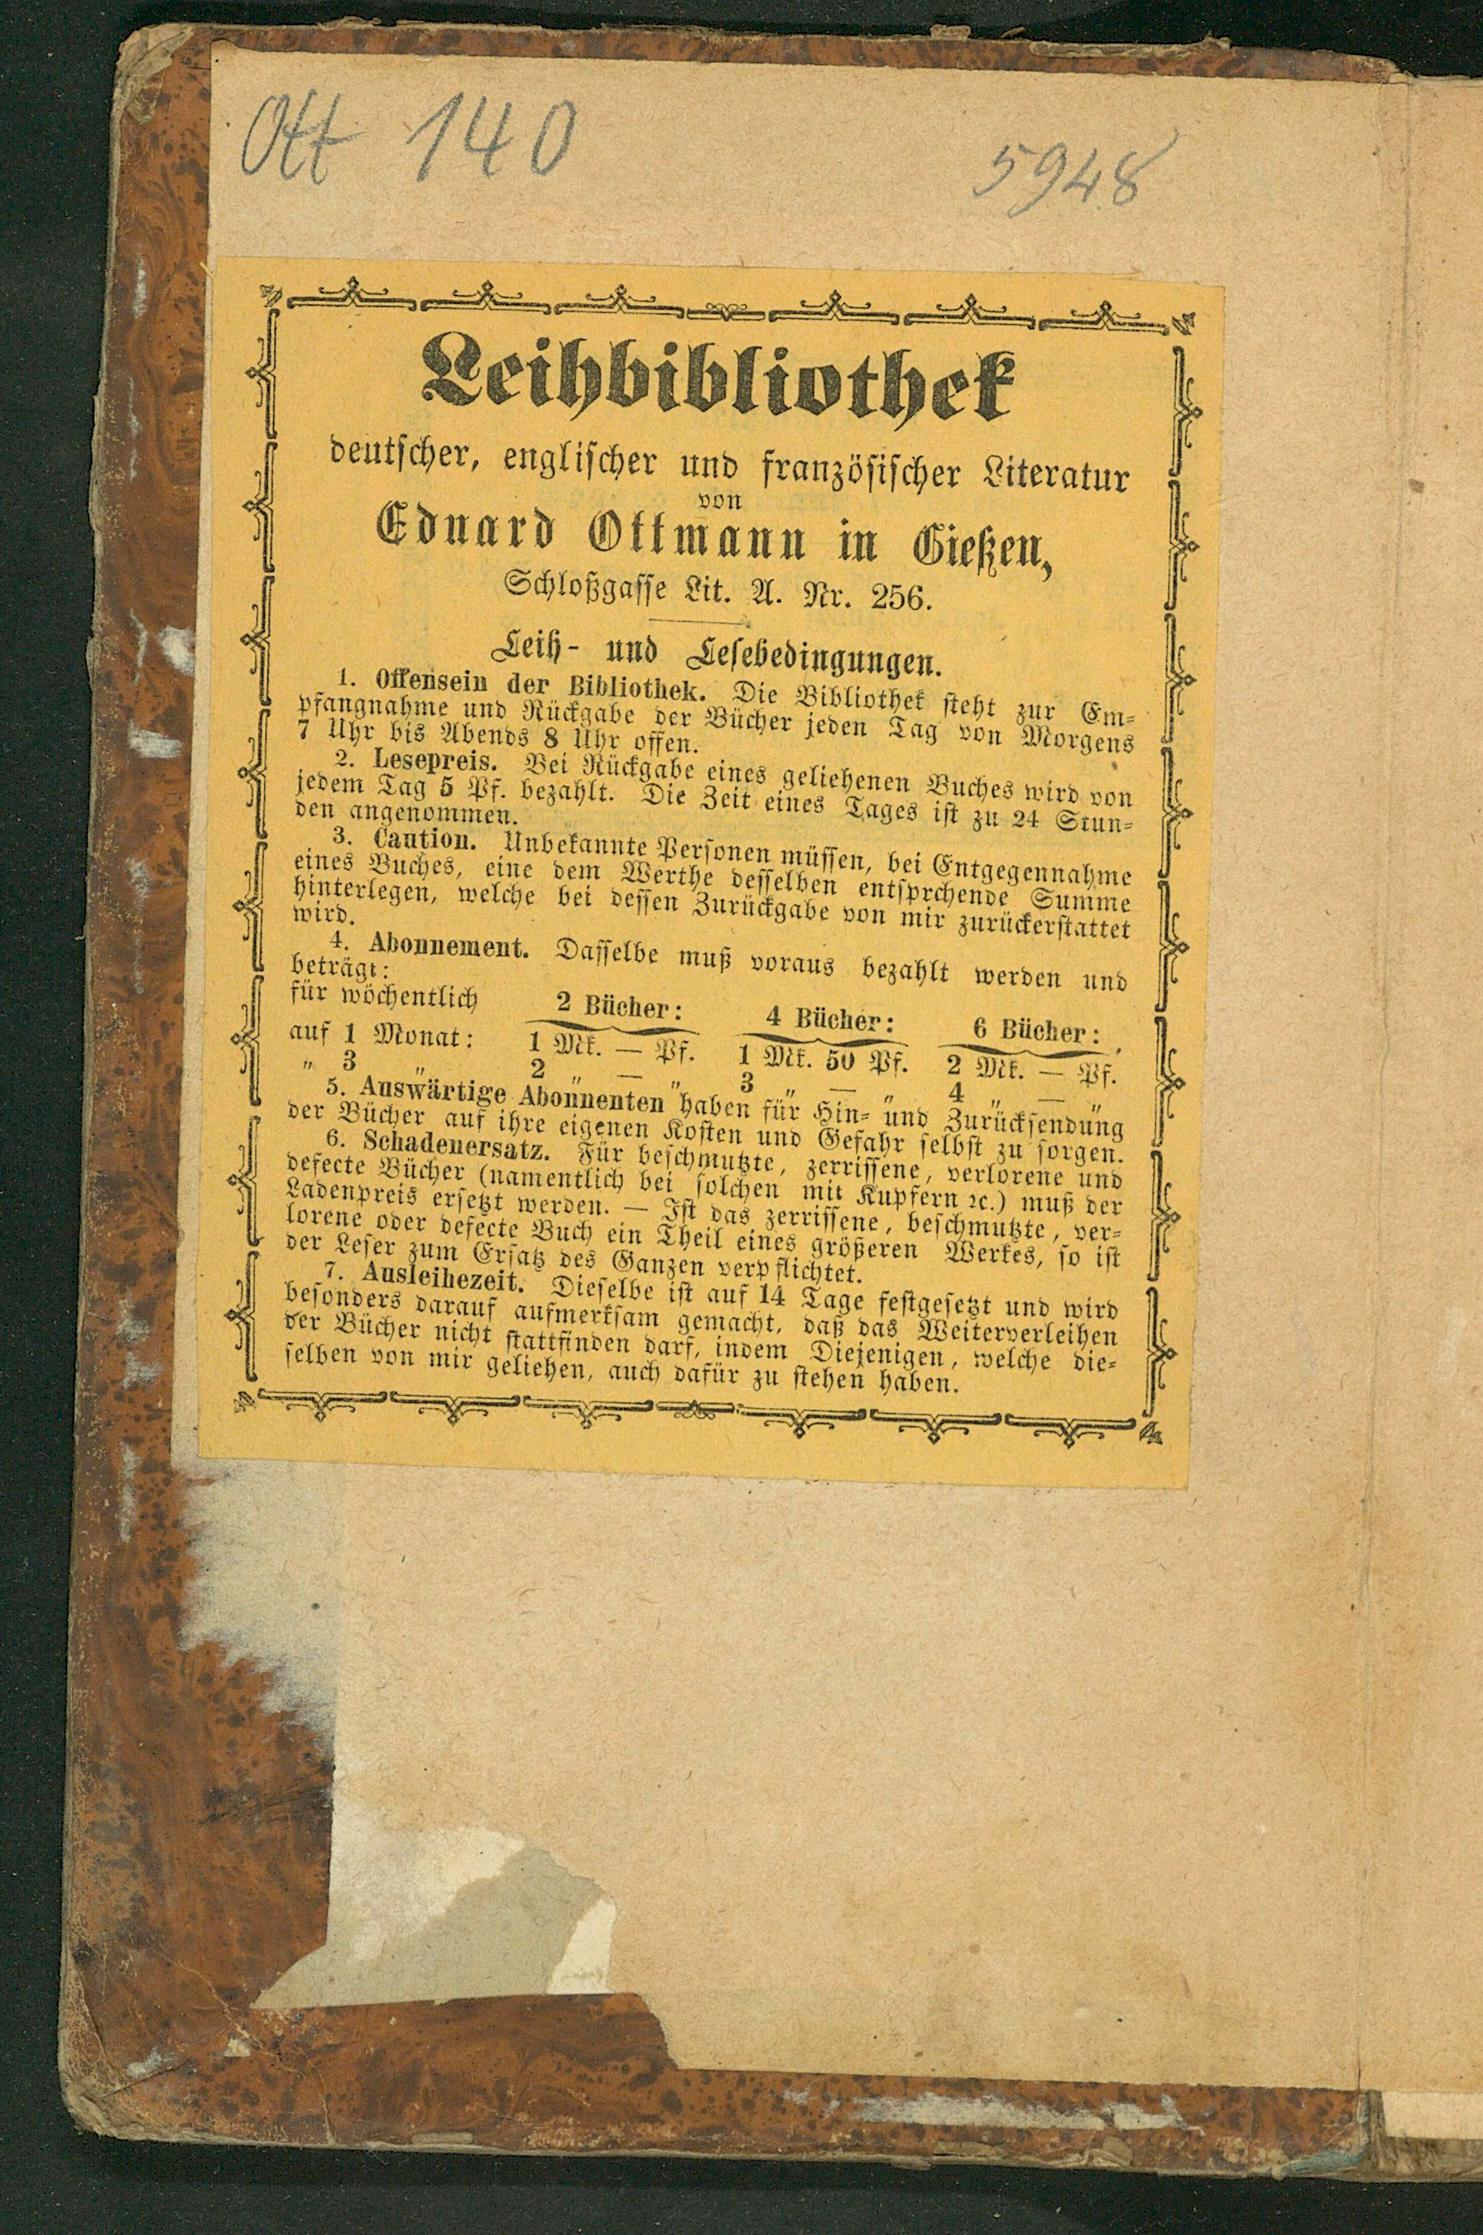 Ott 140
5948
Leihbibliothek
deutscher, englischer und französischer Literatur
von
Eduard Ottmann in Gießen,
Schloßgasse Lit. A. Nr. 256.
Leih- und Lesebedingungen.
1. Offensein der Bibliothek. Die Bibliothek steht zur Em-
pfangnahme und Rückgabe der Bücher jeden Tag von Morgens
7 Uhr bis Abends 8 Uhr offen.
2. Lesepreis. Bei Rückgabe eines geliehenen Buches wird von
jedem Tag 5 Pf. bezahlt. Die Zeit eines Tages ist zu 24 Stun-
den angenommen.
3. Caution. Unbekannte Personen müssen, bei Entgegennahme
eines Buches, eine dem Werthe desselben entsprchende Summe
hinterlegen, welche bei dessen Zurückgabe von mir zurückerstattet
wird.
4. Abonnement. Dasselbe muß voraus bezahlt werden und
beträgt:
für wöchentlich 2 Bücher: 4 Bücher: 6 Bücher:
auf 1 Monat: 1 Mk. — Pf. 1 Mk. 50 Pf. 2 Mk. — Pf.
" 3 " 2 " — " 3 " — " 4 " — "
5. Auswärtige Abonnenten haben für Hin- und Zurücksendung
der Bücher auf ihre eigenen Kosten und Gefahr selbst zu sorgen.
6. Schadenersatz. Für beschmutzte, zerrissene, verlorene und
defecte Bücher (namentlich bei solchen mit Kupfern ꝛc.) muß der
Ladenpreis ersetzt werden. — Ist das zerrissene, beschmutzte, ver-
lorene oder defecte Buch ein Theil eines größeren Werkes, so ist
der Leser zum Ersatz des Ganzen verpflichtet.
7. Ausleihezeit. Dieselbe ist auf 14 Tage festgesetzt und wird
besonders darauf aufmerksam gemacht, daß das Weiterverleihen
der Bücher nicht stattfinden darf, indem Diejenigen, welche die-
selben von mir geliehen, auch dafür zu stehen haben.